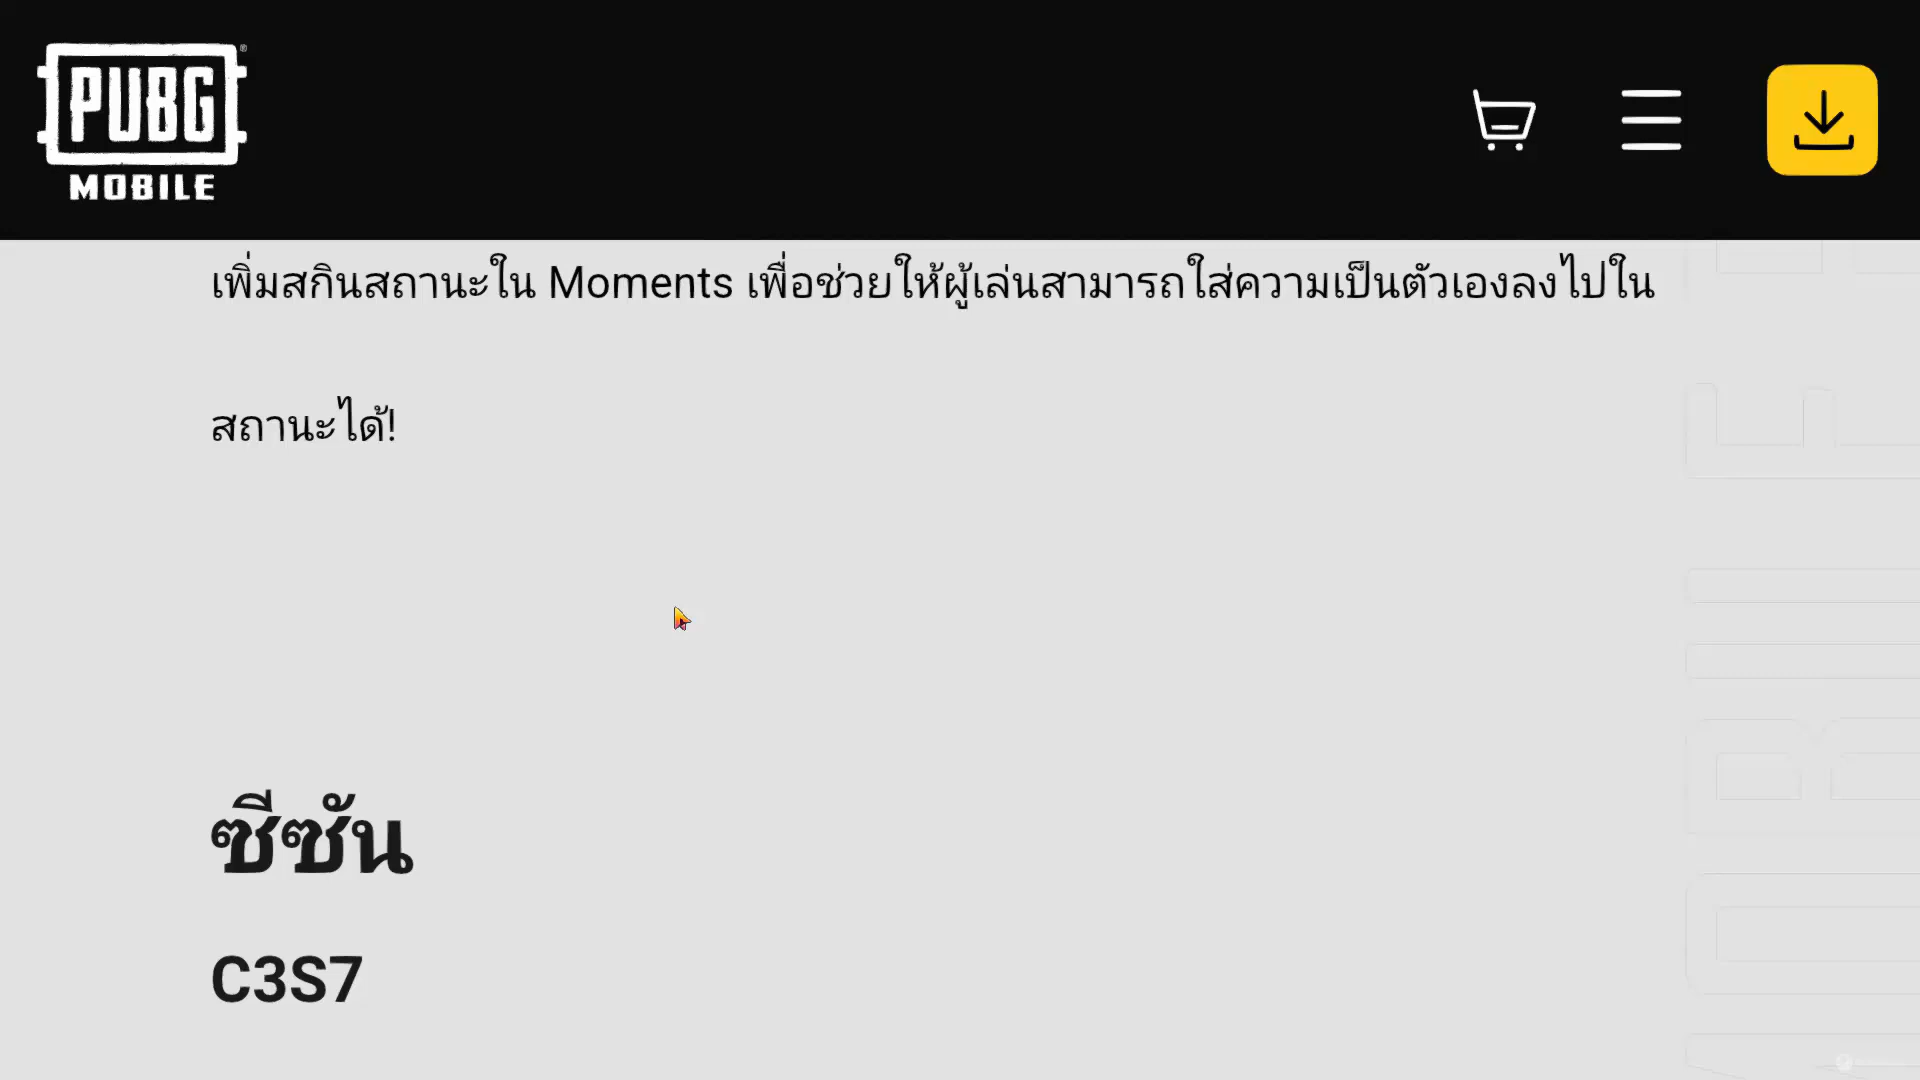 PUBG
MOBILE
เพิ่มสกินสถานะใน Moments เพื่อช่วยให้ผู้เล่นสามารถใส่ความเป็นตัวเองลงไปใน
สถานะได้!
ซีซัน
C3S7